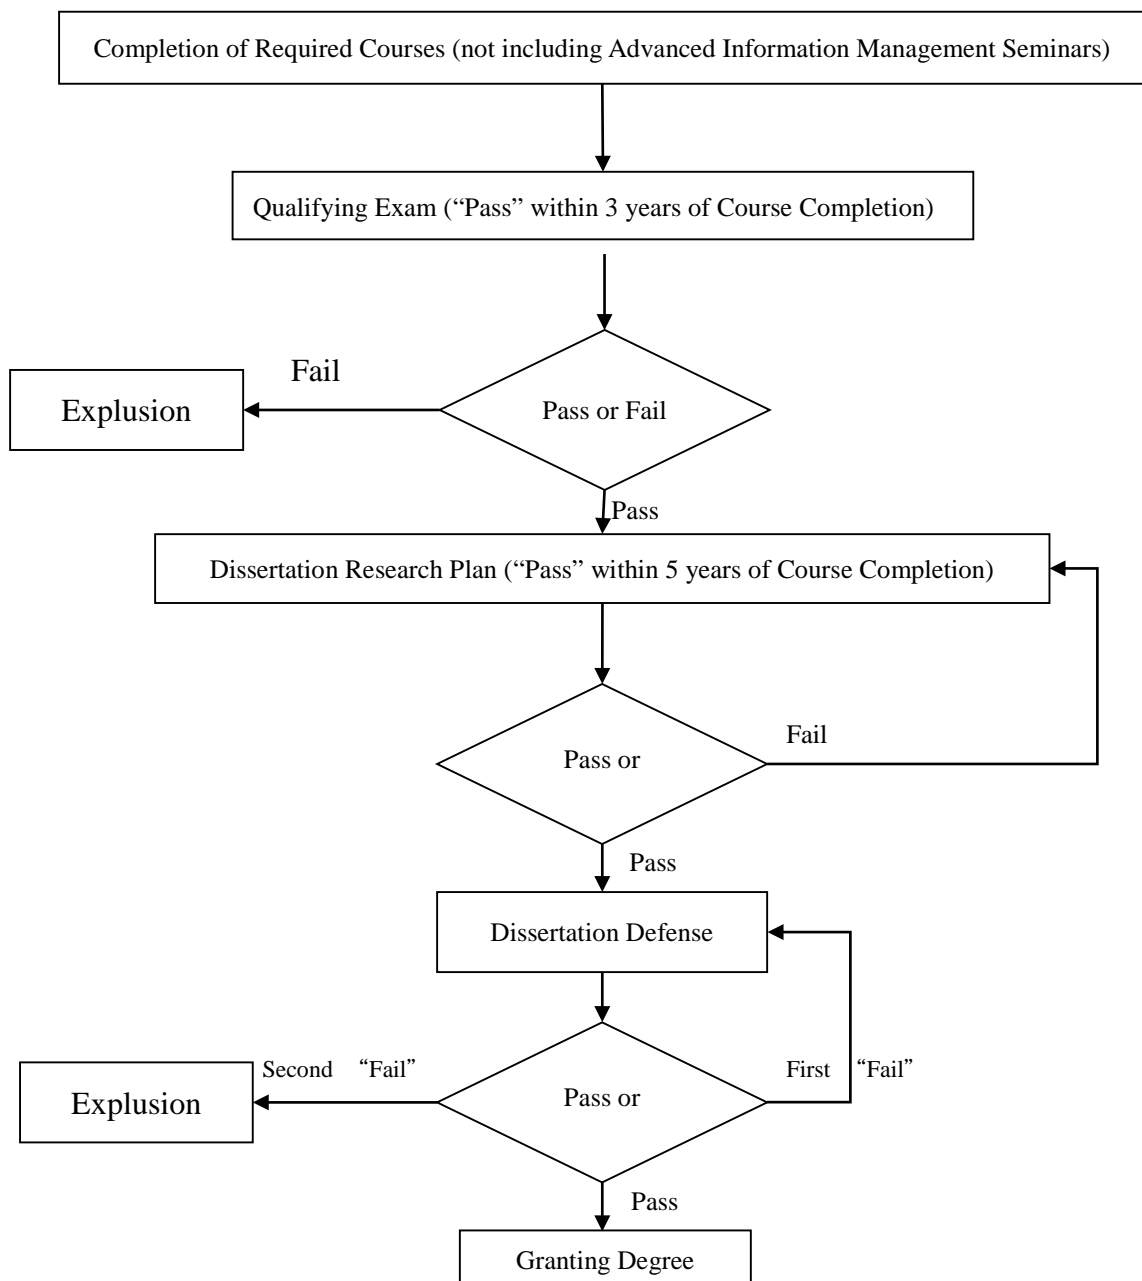 Completion of Required Courses (not including Advanced Information Management Seminars)
Qualifying Exam (“Pass” within 3 years of Course Completion)
Fail
Explusion
Pass or Fail
Pass
Dissertation Research Plan (“Pass” within 5 years of Course Completion)
Fail
Pass or
Pass
Dissertation Defense
Second “Fail”
First “Fail”
Explusion
Pass or
Pass
Granting Degree